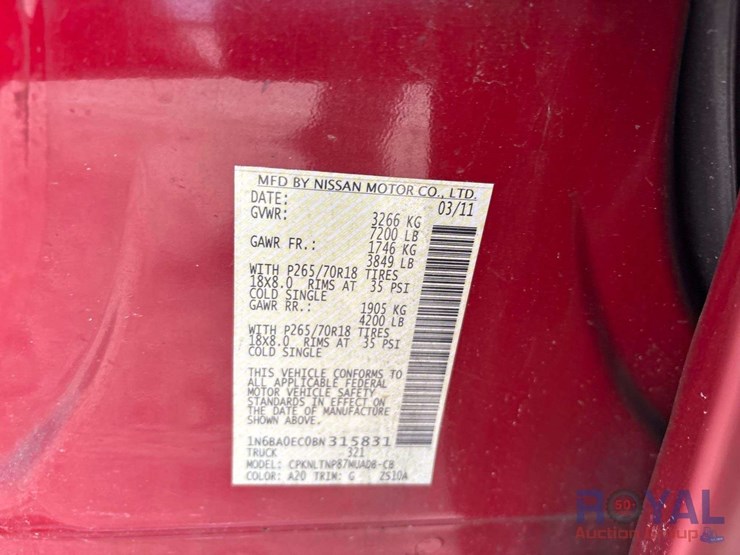 MFD BY NISSAN MOTOR CO., LTD.
DATE: 03/11
GVWR: 3266 KG
7200 LB
GAWR FR.: 1746 KG
3849 LB
WITH P265/70R18 TIRES
18X8.0 RIMS AT 35 PSI
COLD SINGLE
GAWR RR.: 1905 KG
4200 LB
WITH P265/70R18 TIRES
18X8.0 RIMS AT 35 PSI
COLD SINGLE
THIS VEHICLE CONFORMS TO
ALL APPLICABLE FEDERAL
MOTOR VEHICLE SAFETY
STANDARDS IN EFFECT ON
THE DATE OF MANUFACTURE
SHOWN ABOVE.
1N6BA0EC0BN315831
TRUCK 321
MODEL: CPKNLTNP87MUADB-CB
COLOR: A20 TRIM: G ZS10A
ROYAL
Auction Group